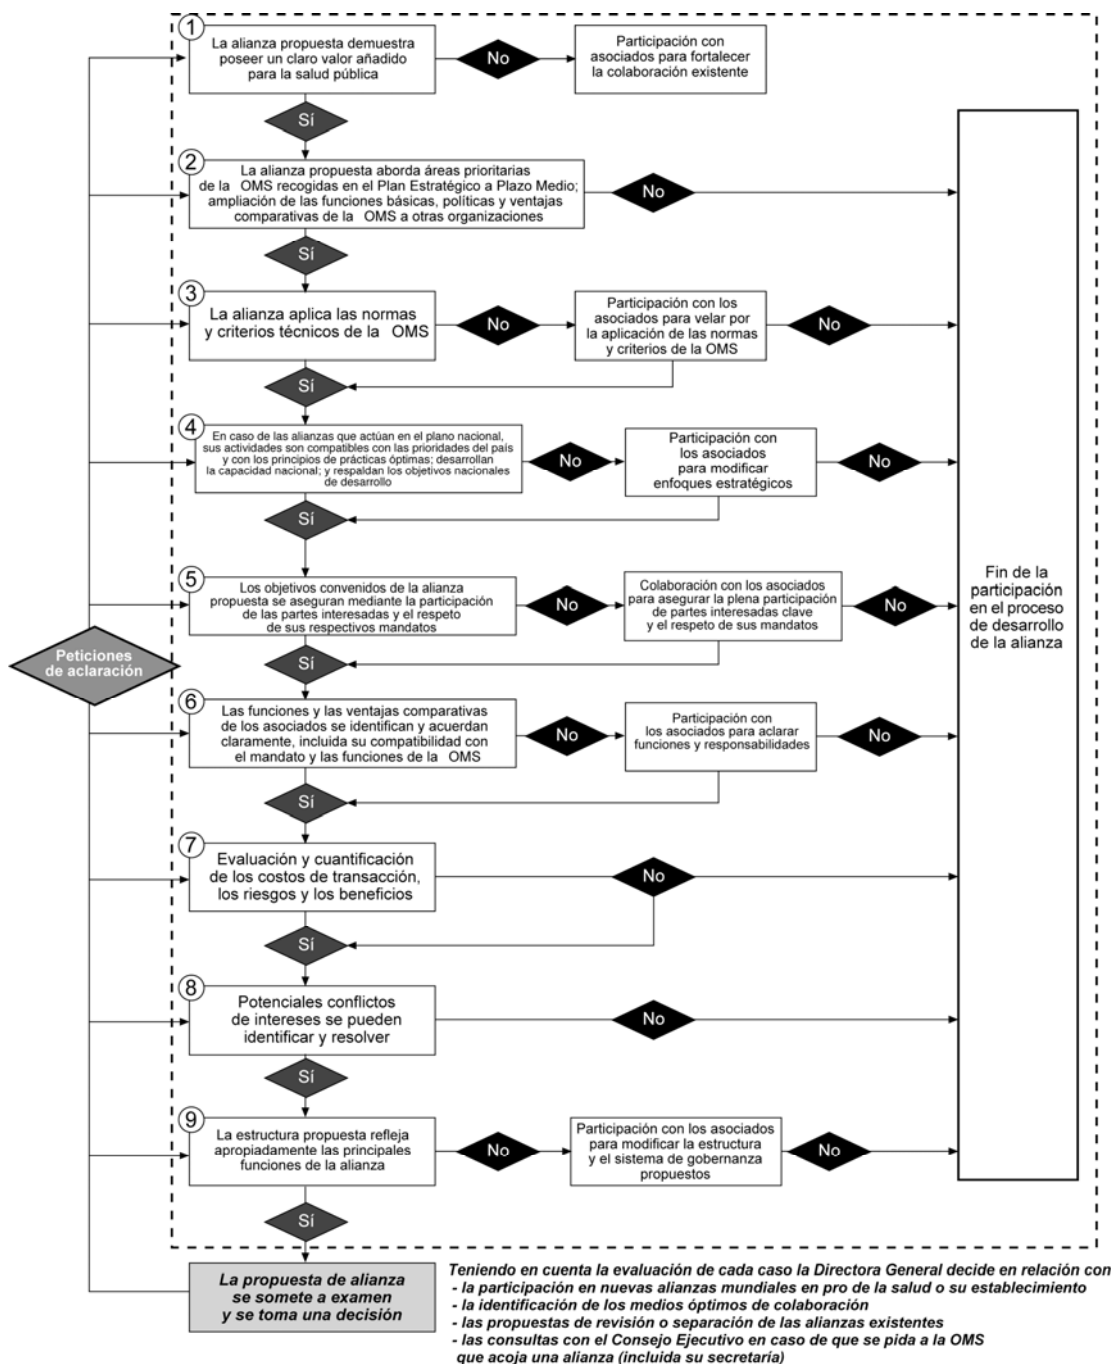 1
La alianza propuesta demuestra
poseer un claro valor añadido
para la salud pública
No
Participación con
asociados para fortalecer
la colaboración existente
Sí
2
La alianza propuesta aborda áreas prioritarias
de la OMS recogidas en el Plan Estratégico a Plazo Medio;
ampliación de las funciones básicas, políticas y ventajas
comparativas de la OMS a otras organizaciones
No
Sí
3
La alianza aplica las normas
y criterios técnicos de la OMS
No
Participación con los
asociados para velar por
la aplicación de las normas
y criterios de la OMS
No
Sí
4
En caso de las alianzas que actúan en el plano nacional,
sus actividades son compatibles con las prioridades del país
y con los principios de prácticas óptimas; desarrollan
la capacidad nacional; y respaldan los objetivos nacionales
de desarrollo
No
Participación con
los asociados
para modificar
enfoques estratégicos
No
Sí
5
Los objetivos convenidos de la alianza
propuesta se aseguran mediante la participación
de las partes interesadas y el respeto
de sus respectivos mandatos
No
Colaboración con los asociados
para asegurar la plena participación
de partes interesadas clave
y el respeto de sus mandatos
No
Fin de la
participación
en el proceso
de desarrollo
de la alianza
Peticiones
de aclaración
Sí
6
Las funciones y las ventajas comparativas
de los asociados se identifican y acuerdan
claramente, incluida su compatibilidad con
el mandato y las funciones de la OMS
No
Participación con
los asociados para aclarar
funciones y responsabilidades
No
Sí
7
Evaluación y cuantificación
de los costos de transacción,
los riesgos y los beneficios
No
Sí
8
Potenciales conflictos
de intereses se pueden
identificar y resolver
No
Sí
9
La estructura propuesta refleja
apropiadamente las principales
funciones de la alianza
No
Participación con los asociados
para modificar la estructura
y el sistema de gobernanza
propuestos
No
Sí
La propuesta de alianza
se somete a examen
y se toma una decisión
Teniendo en cuenta la evaluación de cada caso la Directora General decide en relación con
- la participación en nuevas alianzas mundiales en pro de la salud o su establecimiento
- la identificación de los medios óptimos de colaboración
- las propuestas de revisión o separación de las alianzas existentes
- las consultas con el Consejo Ejecutivo en caso de que se pida a la OMS
que acoja una alianza (incluida su secretaría)